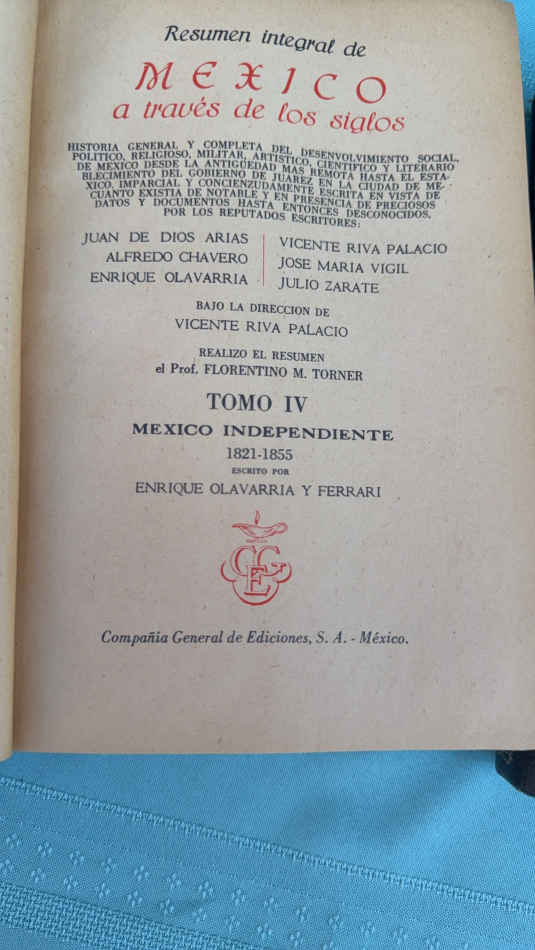 Resumen integral de
MEXICO
a través de los siglos
HISTORIA GENERAL Y COMPLETA DEL DESENVOLVIMIENTO SOCIAL,
POLITICO, RELIGIOSO, MILITAR, ARTISTICO, CIENTIFICO Y LITERARIO
DE MEXICO DESDE LA ANTIGÜEDAD MAS REMOTA HASTA EL ESTA-
BLECIMIENTO DEL GOBIERNO DE JUAREZ EN LA CIUDAD DE ME-
XICO, IMPARCIAL Y CONCIENZUDAMENTE ESCRITA EN VISTA DE
CUANTO EXISTIA DE NOTABLE Y EN PRESENCIA DE PRECIOSOS
DATOS Y DOCUMENTOS HASTA ENTONCES DESCONOCIDOS,
POR LOS REPUTADOS ESCRITORES:
JUAN DE DIOS ARIAS
ALFREDO CHAVERO
ENRIQUE OLAVARRIA
VICENTE RIVA PALACIO
JOSE MARIA VIGIL
JULIO ZARATE
BAJO LA DIRECCION DE
VICENTE RIVA PALACIO
REALIZO EL RESUMEN
el Prof. FLORENTINO M. TORNER
TOMO IV
MEXICO INDEPENDIENTE
1821-1855
ESCRITO POR
ENRIQUE OLAVARRIA Y FERRARI
CGE
Compañía General de Ediciones, S. A. - México.